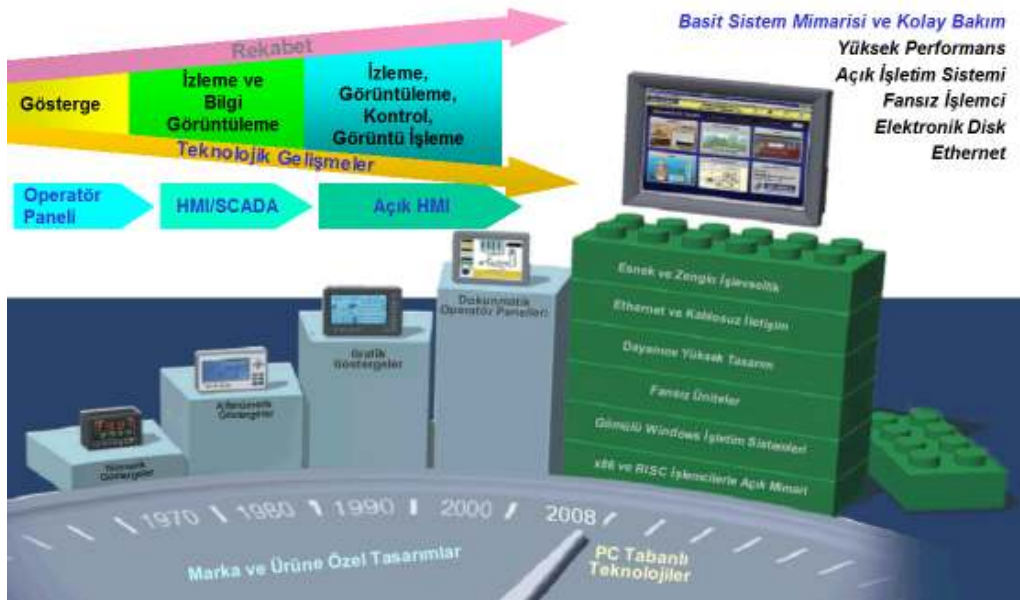 Rekabet
Gösterge
İzleme ve
Bilgi
Görüntüleme
İzleme,
Görüntüleme,
Kontrol,
Görüntü İşleme
Teknolojik Gelişmeler
Operatör
Paneli
HMI/SCADA
Açık HMI
Basit Sistem Mimarisi ve Kolay Bakım
Yüksek Performans
Açık İşletim Sistemi
Fansız İşlemci
Elektronik Disk
Ethernet
Nümerik
Göstergeler
Alfanümerik
Göstergeler
Grafik
Göstergeler
Dokunmatik
Operatör Panelleri
Esnek ve Zengin İşlevsellik
Ethernet ve Kablosuz İletişim
Dayanımı Yüksek Tasarım
Fansız Üniteler
Gömülü Windows İşletim Sistemleri
x86 ve RISC İşlemcilerle Açık Mimari
1970
1980
1990
2000
2008
Marka ve Ürüne Özel Tasarımlar
PC Tabanlı
Teknolojiler